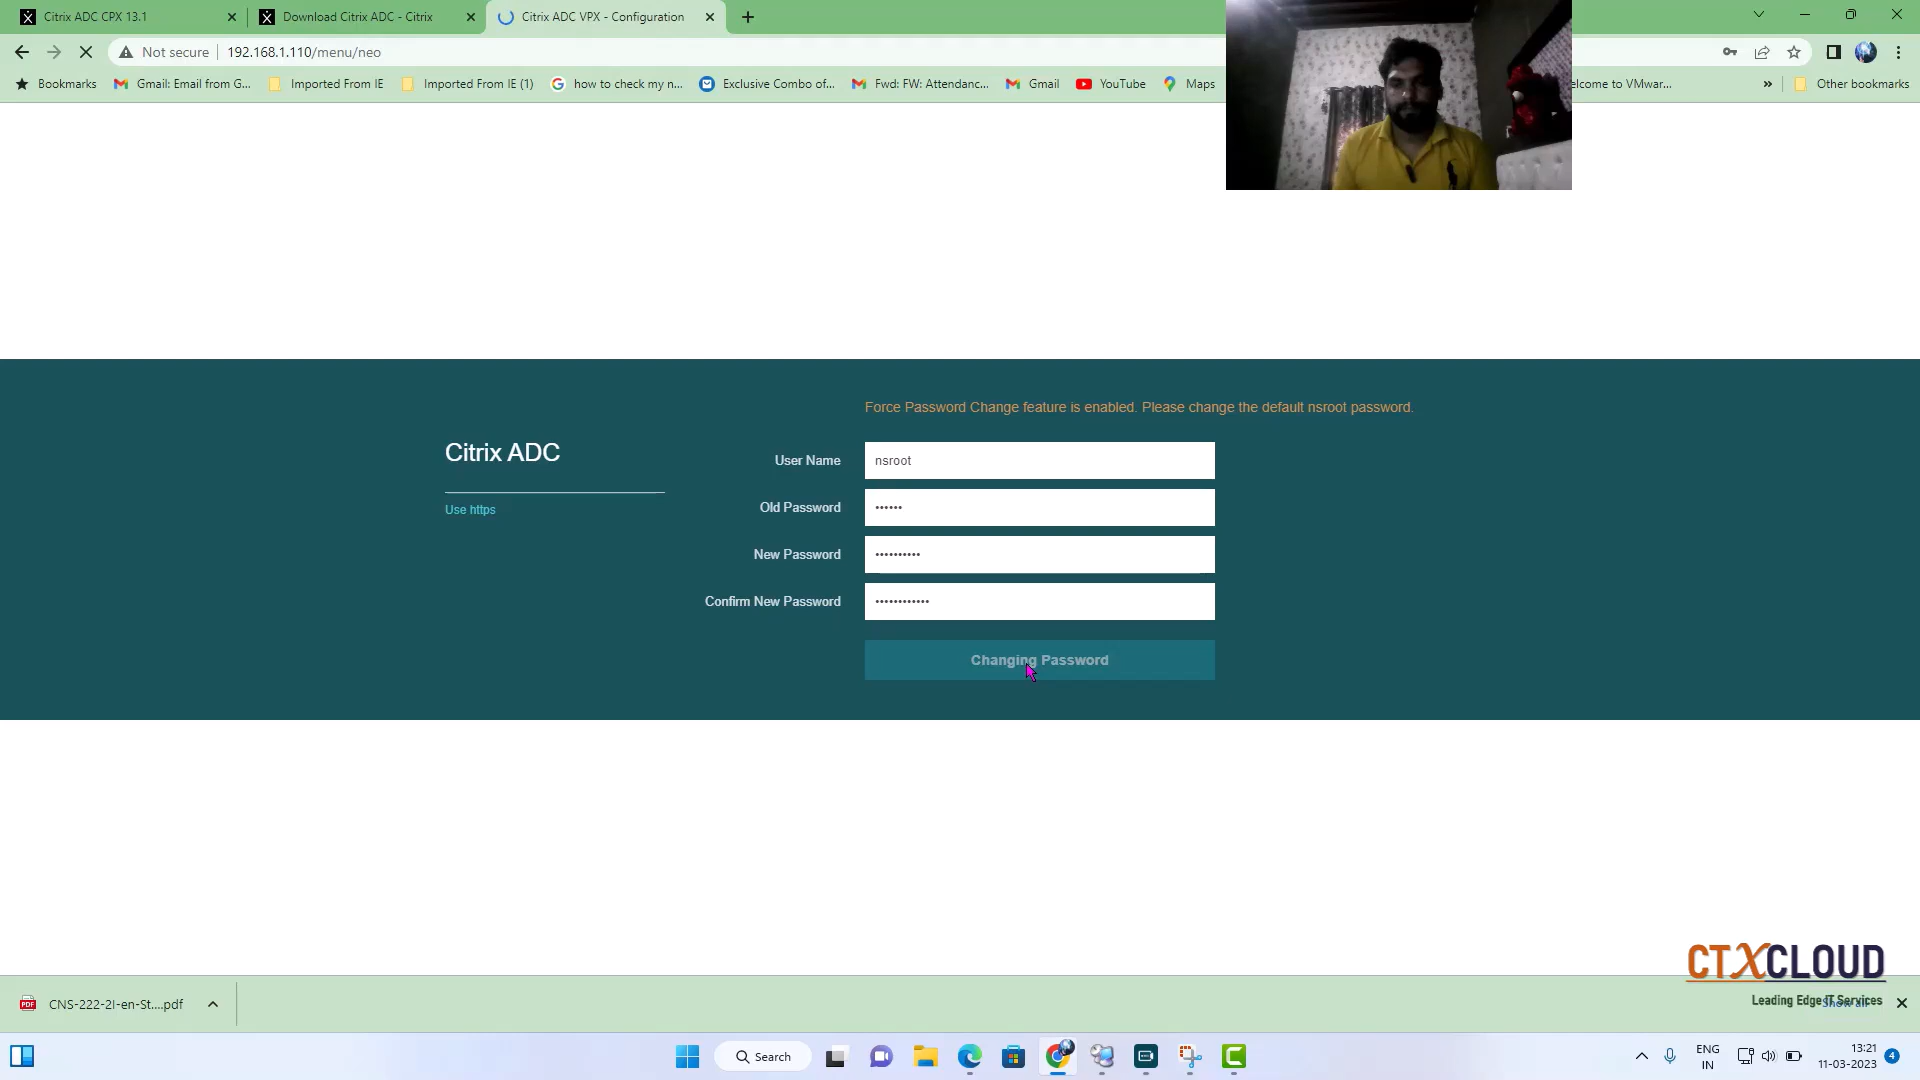 Citrix ADC CPX 13.1
Download Citrix ADC - Citrix
Citrix ADC VPX - Configuration
Not secure
192.168.1.110/menu/neo
Bookmarks
Gmail: Email from G...
Imported From IE
Imported From IE (1)
how to check my n...
Exclusive Combo of...
Fwd: FW: Attendanc...
Gmail
YouTube
Maps
elcome to VMwar...
»
Other bookmarks
Force Password Change feature is enabled. Please change the default nsroot password.
Citrix ADC
Use https
User Name
nsroot
Old Password
••••••
New Password
••••••••••
Confirm New Password
••••••••••••
Changing Password
CTXCLOUD
Leading Edge IT Services
CNS-222-2I-en-St....pdf
PDF
Search
ENG
IN
13:21
11-03-2023
4